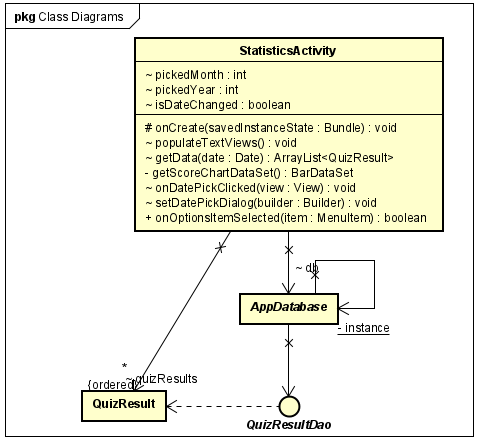 pkg Class Diagrams
StatisticsActivity
~ pickedMonth : int
~ pickedYear : int
~ isDateChanged : boolean
# onCreate(savedInstanceState : Bundle) : void
~ populateTextViews() : void
~ getData(date : Date) : ArrayList<QuizResult>
- getScoreChartDataSet() : BarDataSet
~ onDatePickClicked(view : View) : void
~ setDatePickDialog(builder : Builder) : void
+ onOptionsItemSelected(item : MenuItem) : boolean
~ db
AppDatabase
- instance
*
~ quizResults
{ordered}
QuizResult
QuizResultDao